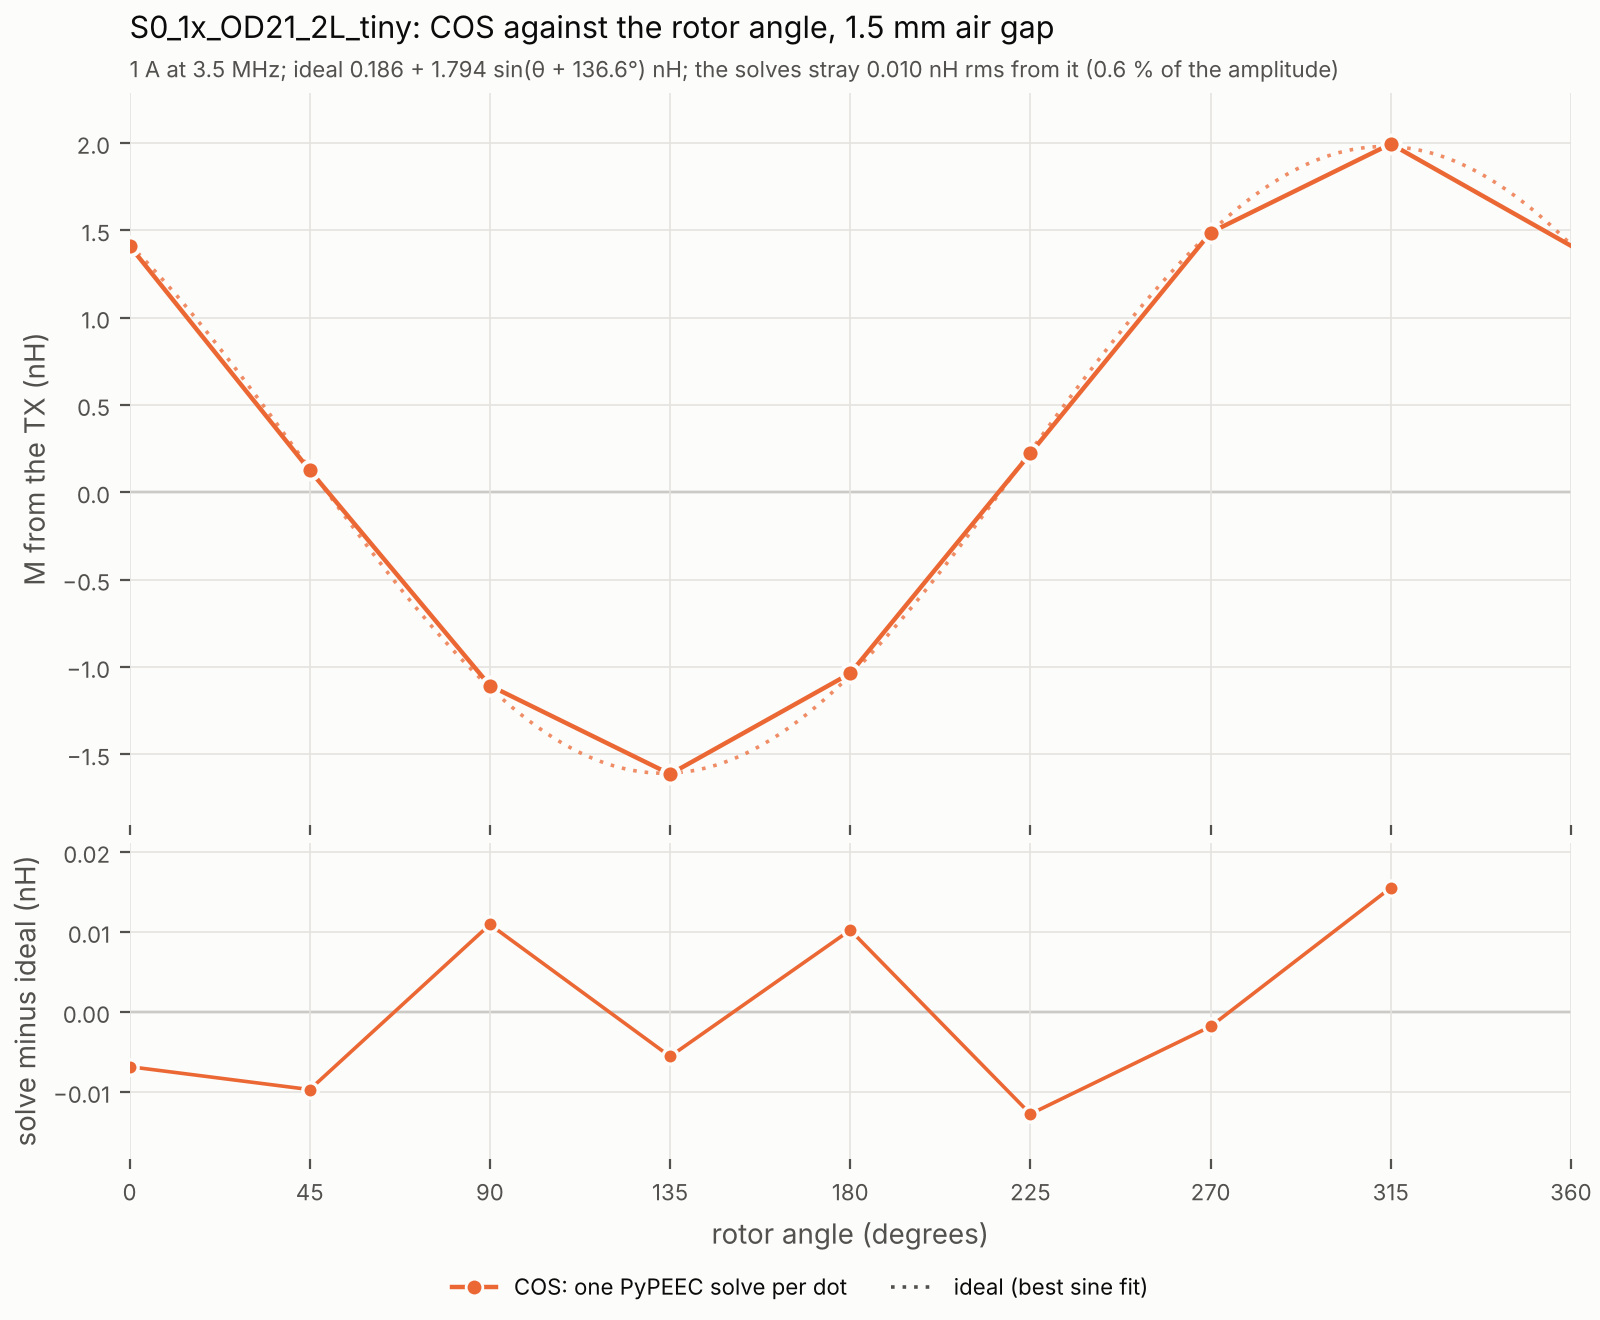 S0_1x_OD21_2L_tiny: COS against the rotor angle, 1.5 mm air gap
1 A at 3.5 MHz; ideal 0.186 + 1.794 sin(θ + 136.6°) nH; the solves stray 0.010 nH rms from it (0.6 % of the amplitude)
M from the TX (nH)
2.0
1.5
1.0
0.5
0.0
−0.5
−1.0
−1.5
solve minus ideal (nH)
0.02
0.01
0.00
−0.01
0 45 90 135 180 225 270 315 360
rotor angle (degrees)
COS: one PyPEEC solve per dot ideal (best sine fit)